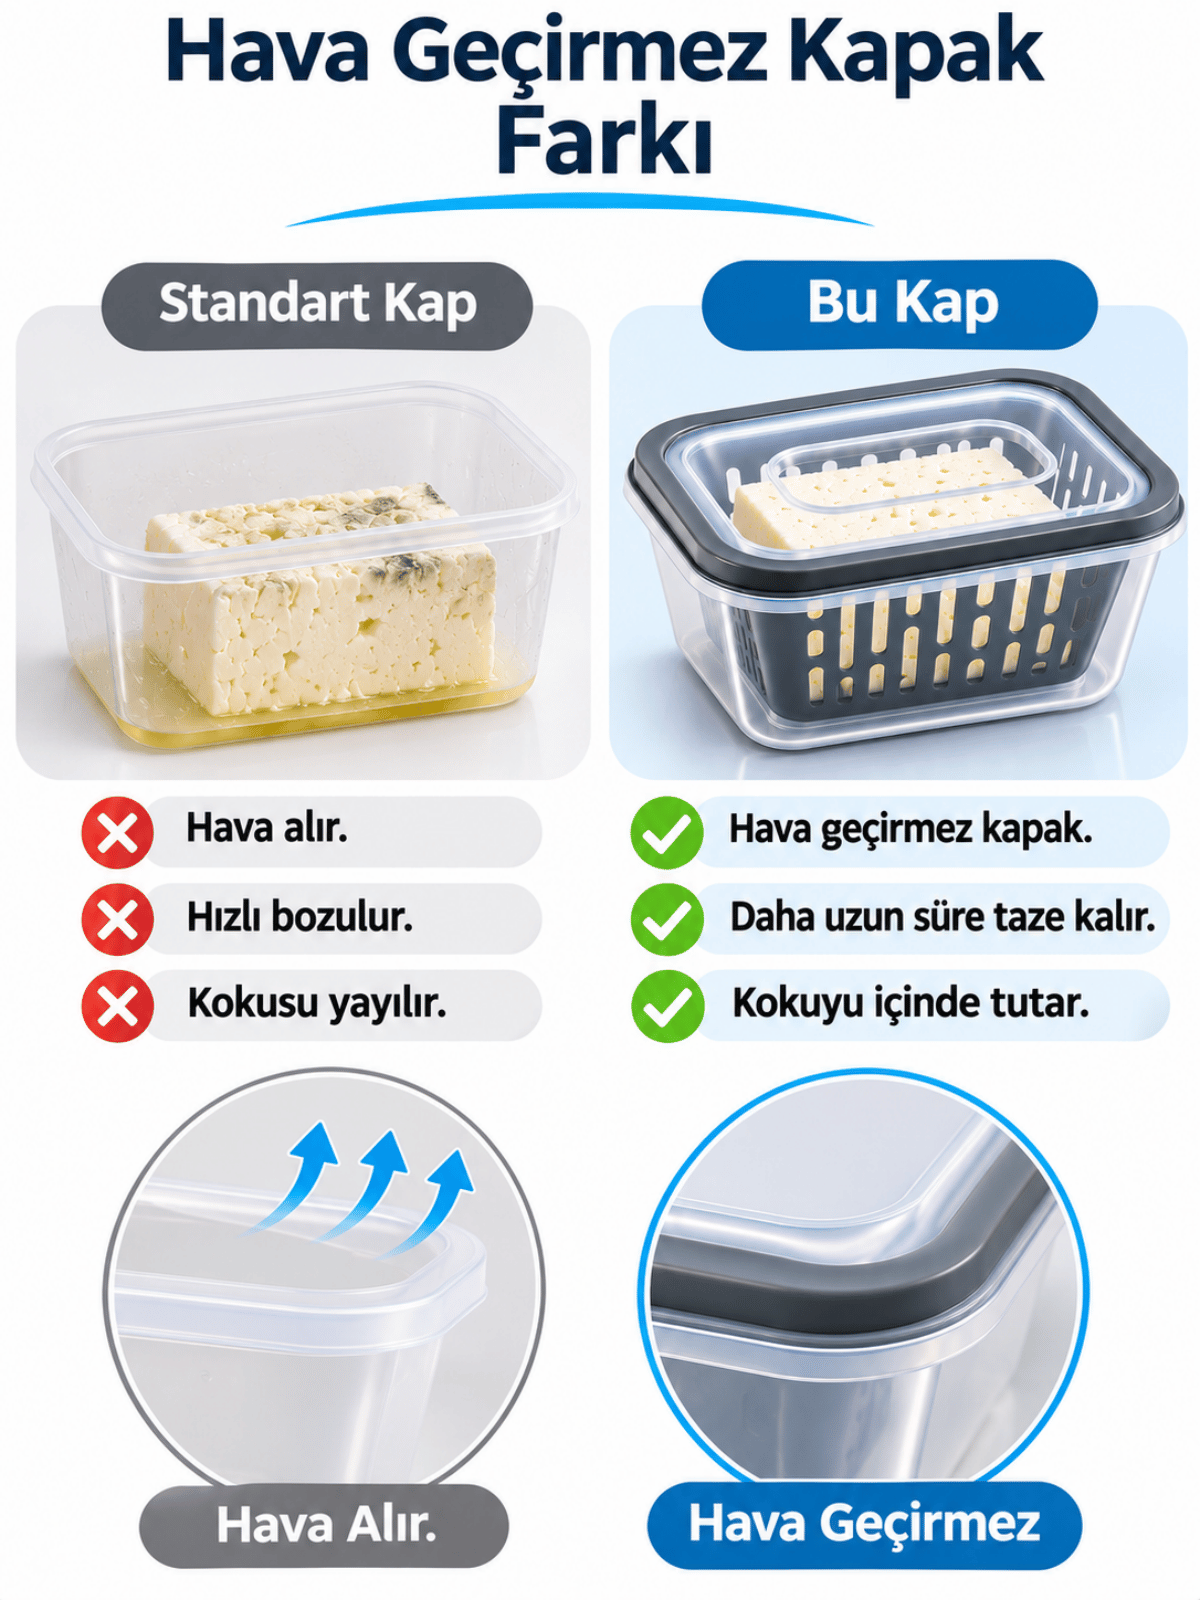 Hava Geçirmez Kapak
Farkı
Standart Kap
Bu Kap
Hava alır.
Hızlı bozulur.
Kokusu yayılır.
Hava geçirmez kapak.
Daha uzun süre taze kalır.
Kokuyu içinde tutar.
Hava Alır.
Hava Geçirmez